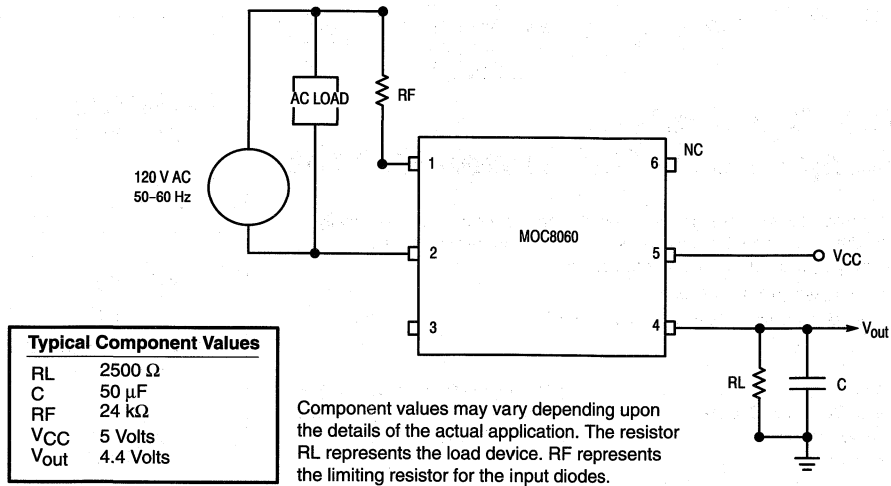 AC LOAD
RF
120 V AC
50–60 Hz
1
2
3
MOC8060
6
NC
5
VCC
4
Vout
RL
C
Typical Component Values
RL 2500 Ω
C 50 µF
RF 24 kΩ
VCC 5 Volts
Vout 4.4 Volts
Component values may vary depending upon
the details of the actual application. The resistor
RL represents the load device. RF represents
the limiting resistor for the input diodes.